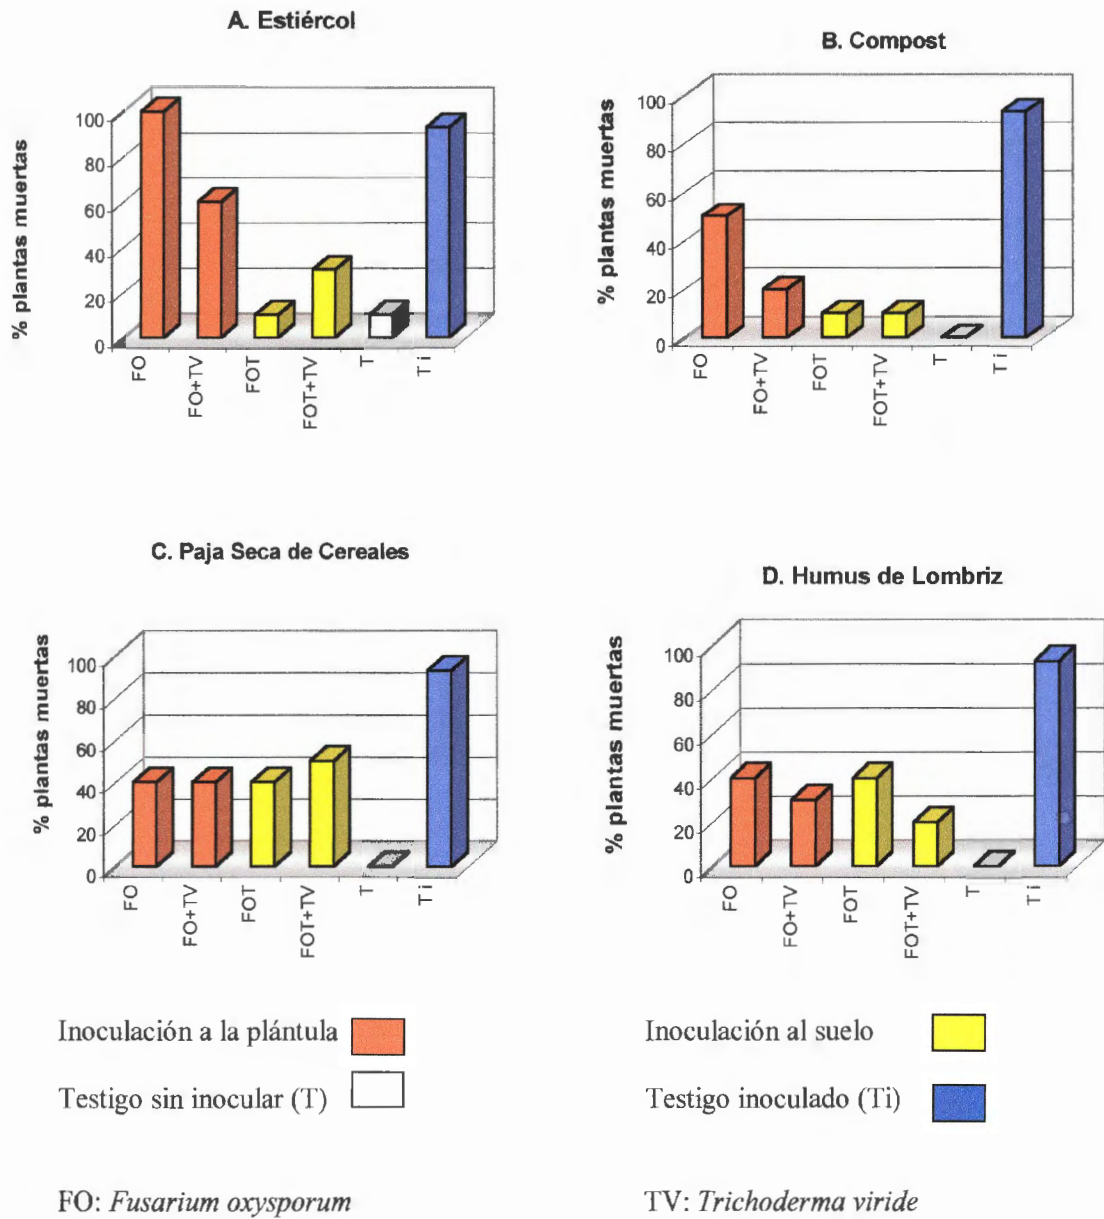 A. Estiércol
% plantas muertas
100
80
60
40
20
0
FO
FO+TV
FOT
FOT+TV
T
Ti
B. Compost
% plantas muertas
100
80
60
40
20
0
FO
FO+TV
FOT
FOT+TV
T
Ti
C. Paja Seca de Cereales
% plantas muertas
100
80
60
40
20
0
FO
FO+TV
FOT
FOT+TV
T
Ti
D. Humus de Lombriz
% plantas muertas
100
80
60
40
20
0
FO
FO+TV
FOT
FOT+TV
T
Ti
Inoculación a la plántula
Inoculación al suelo
Testigo sin inocular (T)
Testigo inoculado (Ti)
FO: Fusarium oxysporum
TV: Trichoderma viride